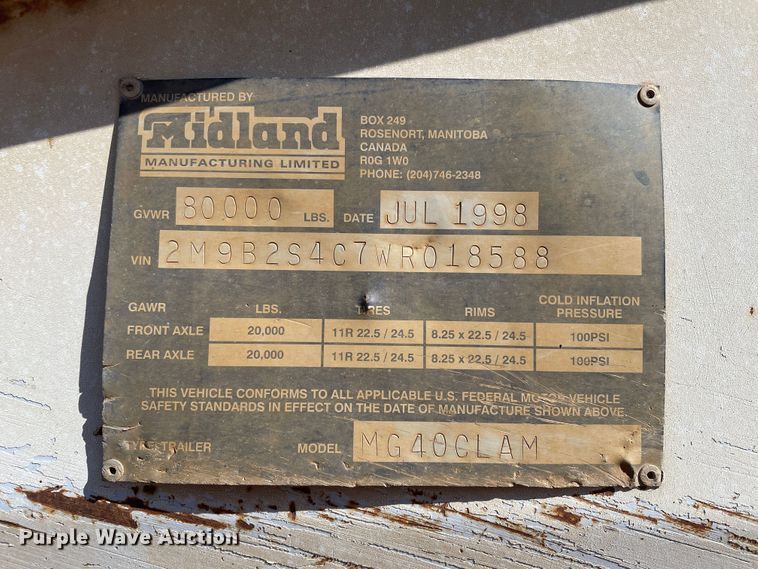 MANUFACTURED BY
Midland
MANUFACTURING LIMITED
BOX 249
ROSENORT, MANITOBA
CANADA
R0G 1W0
PHONE: (204)746-2348
GVWR 80000 LBS. DATE JUL 1998
VIN 2M9B2S4C7WR018588
GAWR LBS. TIRES RIMS COLD INFLATION PRESSURE
FRONT AXLE 20,000 11R 22.5 / 24.5 8.25 x 22.5 / 24.5 100PSI
REAR AXLE 20,000 11R 22.5 / 24.5 8.25 x 22.5 / 24.5 100PSI
THIS VEHICLE CONFORMS TO ALL APPLICABLE U.S. FEDERAL MOTOR VEHICLE
SAFETY STANDARDS IN EFFECT ON THE DATE OF MANUFACTURE SHOWN ABOVE.
TYPE: TRAILER MODEL MG40CLAM
Purple Wave Auction